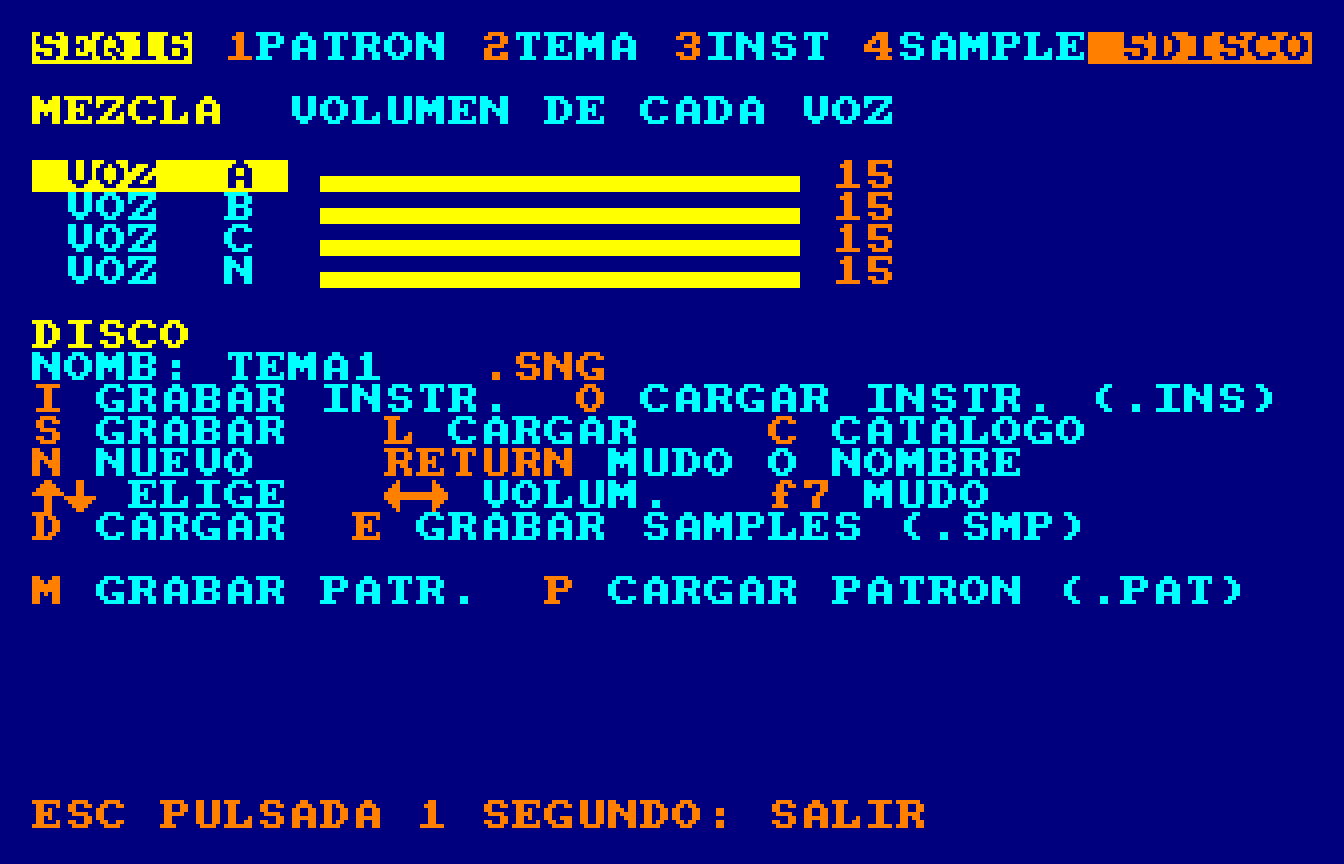 SEQ16 1PATRON 2TEMA 3INST 4SAMPLE 5DISCO
MEZCLA VOLUMEN DE CADA VOZ
VOZ A 15
VOZ B 15
VOZ C 15
VOZ N 15
DISCO
NOMB: TEMA1 .SNG
I GRABAR INSTR. O CARGAR INSTR. (.INS)
S GRABAR L CARGAR C CATALOGO
N NUEVO RETURN MUDO O NOMBRE
↑↓ ELIGE ↔ VOLUM. f7 MUDO
D CARGAR E GRABAR SAMPLES (.SMP)
M GRABAR PATR. P CARGAR PATRON (.PAT)
ESC PULSADA 1 SEGUNDO: SALIR